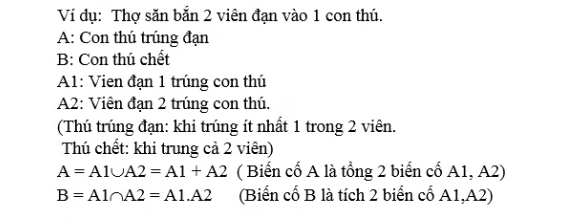 Ví dụ: Thợ săn bắn 2 viên đạn vào 1 con thú.
A: Con thú trúng đạn
B: Con thú chết
A1: Vien đạn 1 trúng con thú
A2: Viên đạn 2 trúng con thú.
(Thú trúng đạn: khi trúng ít nhất 1 trong 2 viên.
Thú chết: khi trung cả 2 viên)
A = A1∪A2 = A1 + A2 ( Biến cố A là tổng 2 biến cố A1, A2)
B = A1∩A2 = A1.A2 (Biến cố B là tích 2 biến cố A1,A2)